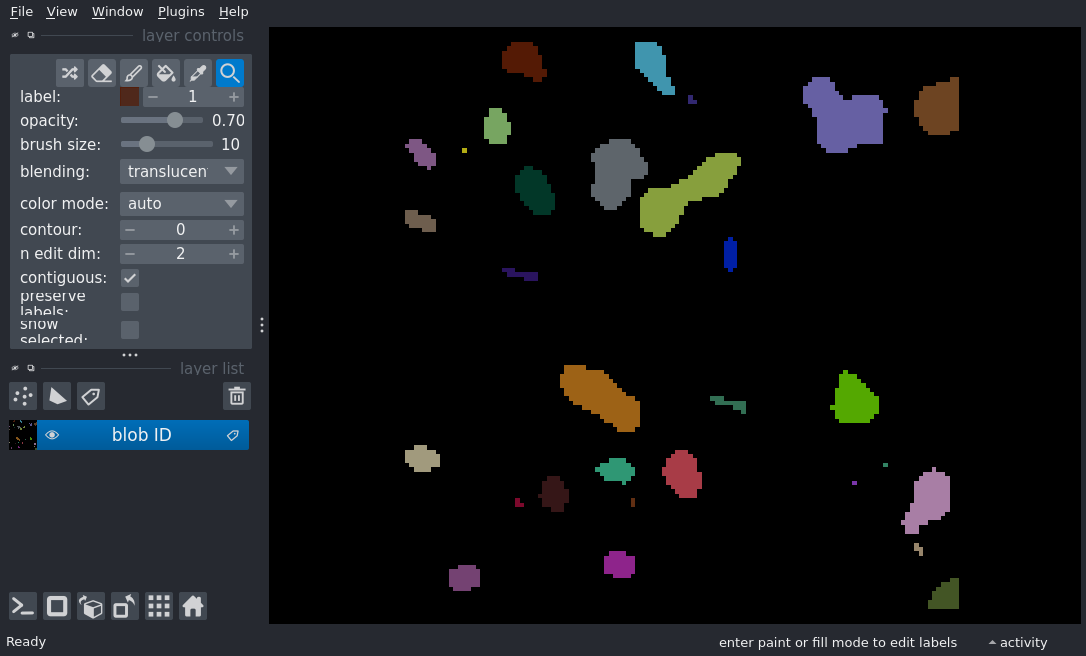 File View Window Plugins Help
layer controls
label: 1
opacity: 0.70
brush size: 10
blending: translucen
color mode: auto
contour: 0
n edit dim: 2
contiguous:
preserve
labels:
show
selected:
layer list
blob ID
Ready
enter paint or fill mode to edit labels activity